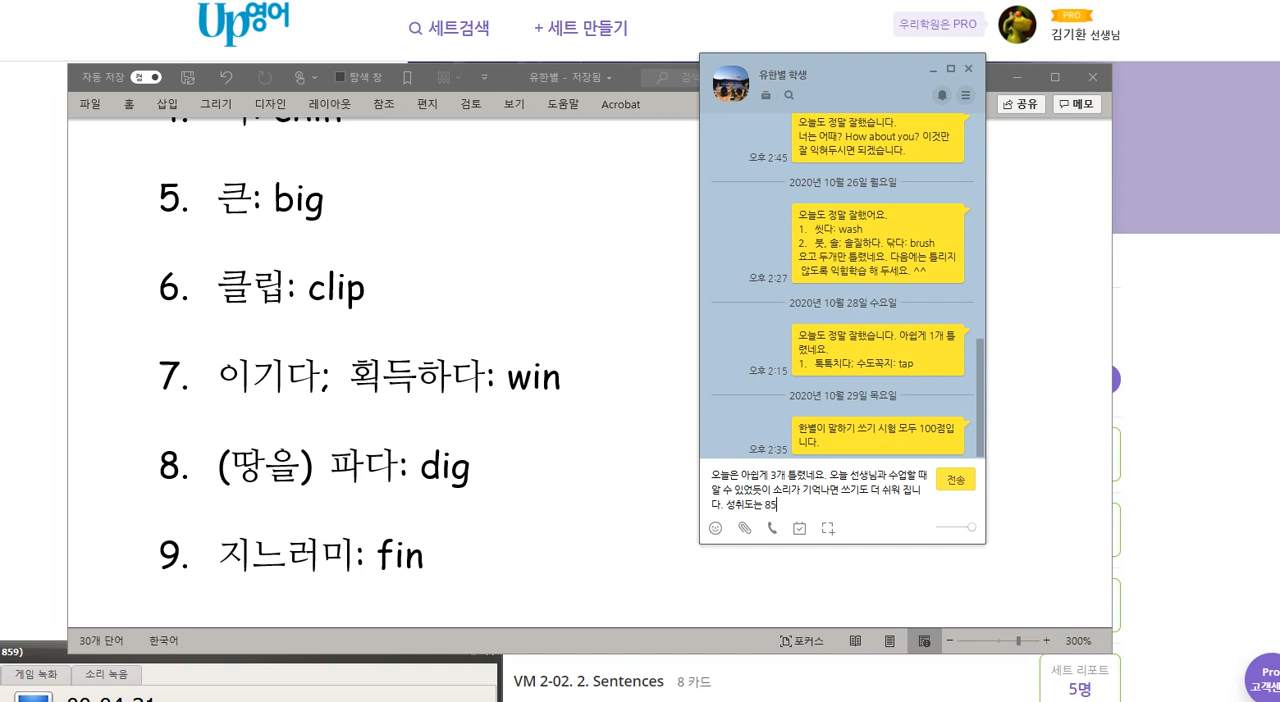 Up영어
세트검색
+ 세트 만들기
우리학원은 PRO
PRO
김기환 선생님
자동 저장
컴
탐색 창
유한별 - 저장됨
검색
파일 홈 삽입 그리기 디자인 레이아웃 참조 편지 검토 보기 도움말 Acrobat
공유
메모
5. 큰: big
6. 클립: clip
7. 이기다; 획득하다: win
8. (땅을) 파다: dig
9. 지느러미: fin
유한별 학생
오늘도 정말 잘했습니다.
너는 어때? How about you? 이것만
잘 익혀두시면 되겠습니다.
오후 2:45
2020년 10월 26일 월요일
오늘도 정말 잘했어요.
1. 씻다: wash
2. 붓, 솔; 솔질하다. 닦다: brush
요고 두개만 틀렸네요. 다음에는 틀리지
않도록 익힘학습 해 두세요. ^^
오후 2:27
2020년 10월 28일 수요일
오늘도 정말 잘했습니다. 아쉽게 1개 틀
렸네요.
1. 톡톡치다; 수도꼭지: tap
오후 2:15
2020년 10월 29일 목요일
한별이 말하기 쓰기 시험 모두 100점입
니다.
오후 2:35
오늘은 아쉽게 3개 틀렸네요. 오늘 선생님과 수업할 때
알 수 있었듯이 소리가 기억나면 쓰기도 더 쉬워 집니
다. 성취도는 85
전송
30개 단어
한국어
포커스
300%
859)
게임 녹화
소리 녹음
VM 2-02. 2. Sentences 8 카드
세트 리포트
5명
Pro
고객센